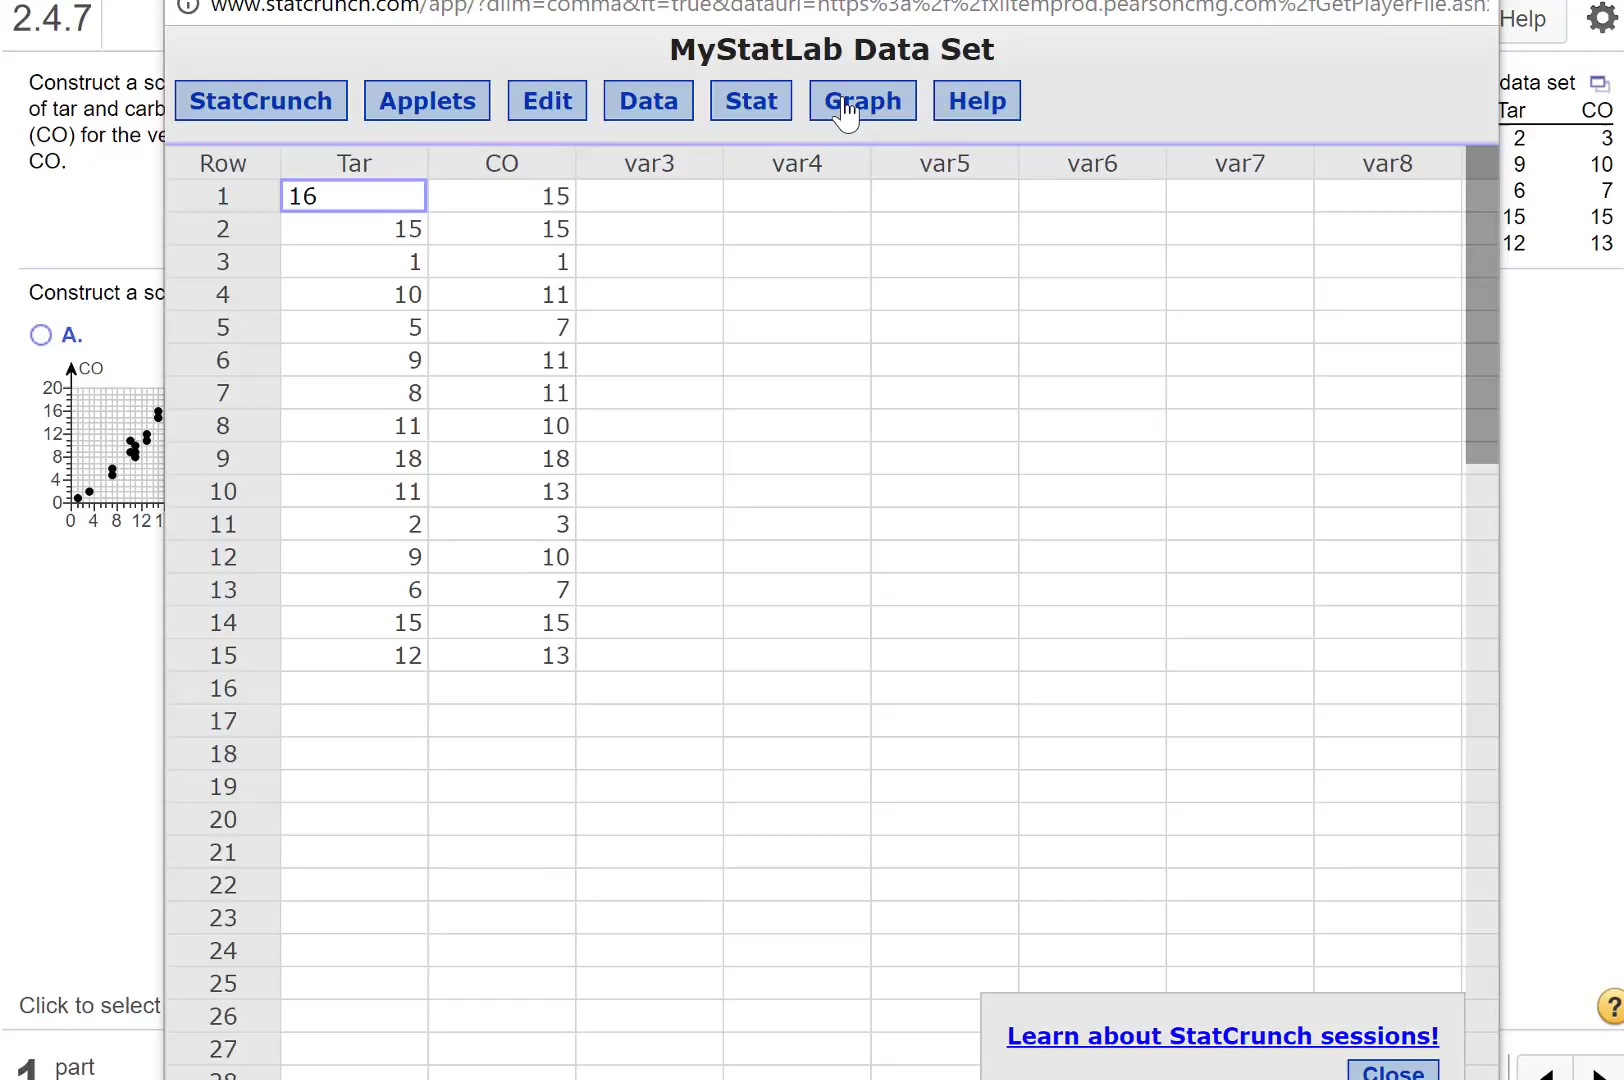 2.4.7
www.statcrunch.com/app/?dlim=comma&ft=true&dataurl=https%3a%2f%2fxlitemprod.pearsoncmg.com%2fGetPlayerFile.ash
Help
MyStatLab Data Set
StatCrunch Applets Edit Data Stat Graph Help
Construct a sc
of tar and carb
(CO) for the ve
CO.
data set
Tar CO
2 3
9 10
6 7
15 15
12 13
Row Tar CO var3 var4 var5 var6 var7 var8
1 16 15
2 15 15
3 1 1
4 10 11
5 5 7
6 9 11
7 8 11
8 11 10
9 18 18
10 11 13
11 2 3
12 9 10
13 6 7
14 15 15
15 12 13
16
17
18
19
20
21
22
23
24
25
26
27
28
Construct a sc
A.
CO
20
16
12
8
4
0
0 4 8 12 1
Click to select
1 part
Learn about StatCrunch sessions!
Close
?